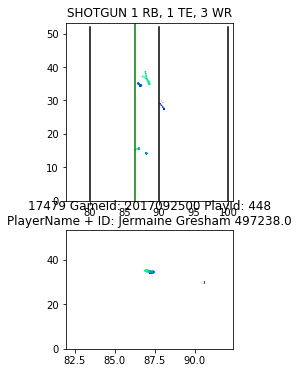 SHOTGUN 1 RB, 1 TE, 3 WR
50
40
30
20
10
0
80 85 90 95 100
17479 GameId: 2017092500 PlayId: 448
PlayerName + ID: Jermaine Gresham 497238.0
40
20
0
82.5 85.0 87.5 90.0